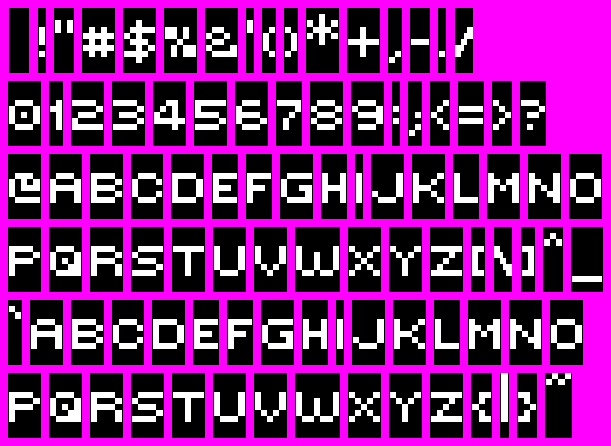 !"#$%&'()*+,-./
0123456789:;<=>?
@ABCDEFGHIJKLMNO
PQRSTUVWXYZ[\]^_
`ABCDEFGHIJKLMNO
PQRSTUVWXYZ{|}~